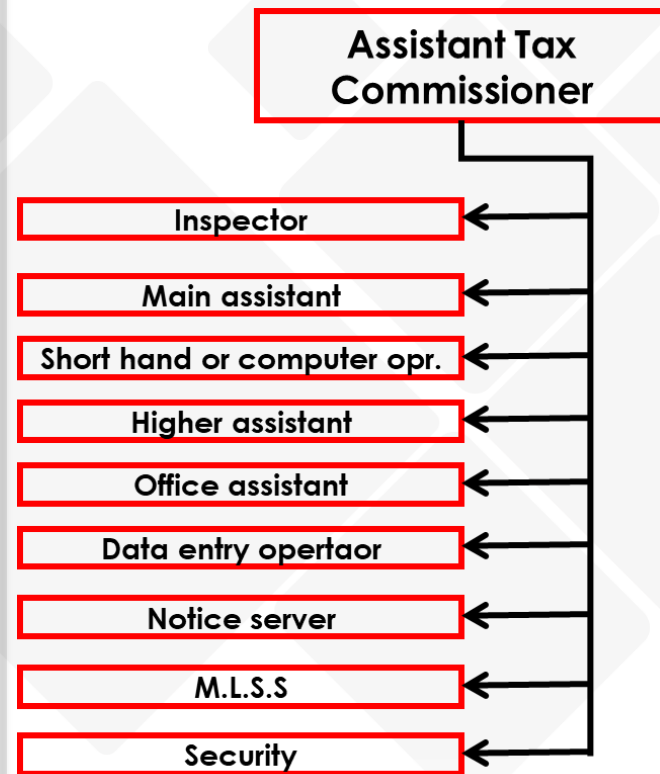 Assistant Tax
Commissioner
Inspector
Main assistant
Short hand or computer opr.
Higher assistant
Office assistant
Data entry opertaor
Notice server
M.L.S.S
Security